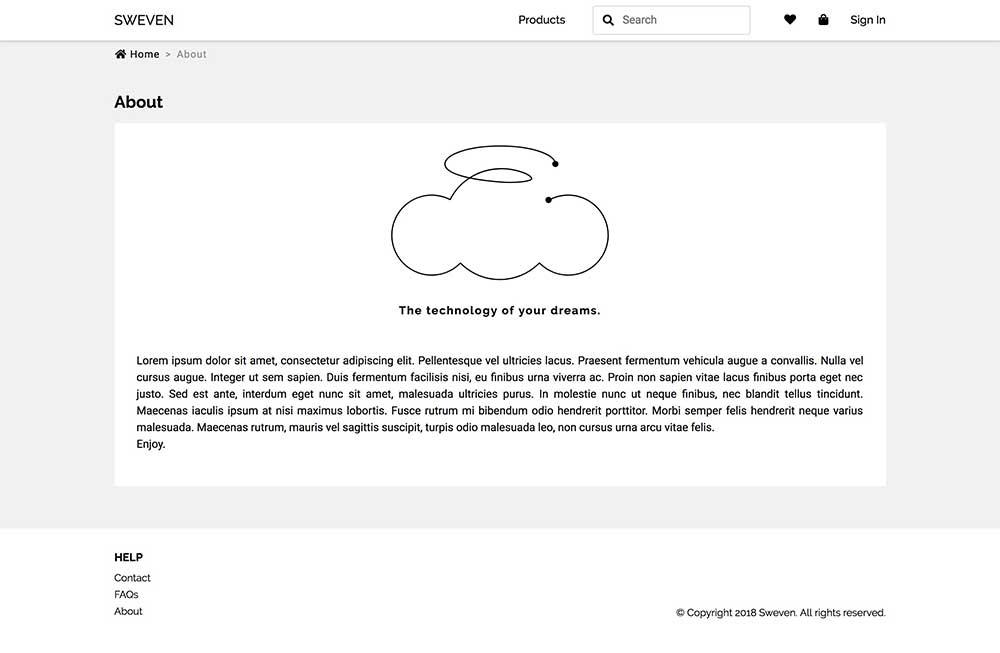 SWEVEN
Products
Search
Sign In
Home > About
About
The technology of your dreams.
Lorem ipsum dolor sit amet, consectetur adipiscing elit. Pellentesque vel ultricies lacus. Praesent fermentum vehicula augue a convallis. Nulla vel
cursus augue. Integer ut sem sapien. Duis fermentum facilisis nisi, eu finibus urna viverra ac. Proin non sapien vitae lacus finibus porta eget nec
justo. Sed est ante, interdum eget nunc sit amet, malesuada ultricies purus. In molestie nunc ut neque finibus, nec blandit tellus tincidunt.
Maecenas iaculis ipsum at nisi maximus lobortis. Fusce rutrum mi bibendum odio hendrerit porttitor. Morbi semper felis hendrerit neque varius
malesuada. Maecenas rutrum, mauris vel sagittis suscipit, turpis odio malesuada leo, non cursus urna arcu vitae felis.
Enjoy.
HELP
Contact
FAQs
About
© Copyright 2018 Sweven. All rights reserved.